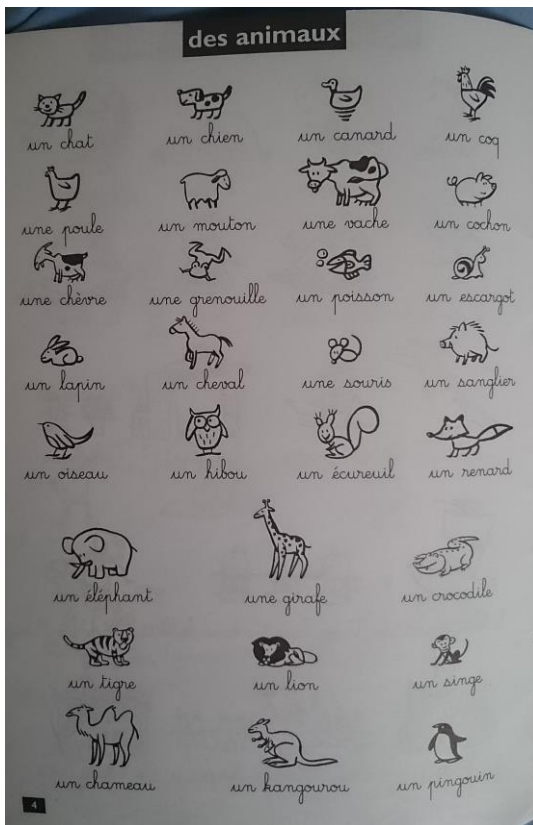 des animaux
un chat un chien un canard un coq
une poule un mouton une vache un cochon
une chèvre une grenouille un poisson un escargot
un lapin un cheval une souris un sanglier
un oiseau un hibou un écureuil un renard
un éléphant une girafe un crocodile
un tigre un lion un singe
un chameau un kangourou un pingouin
4